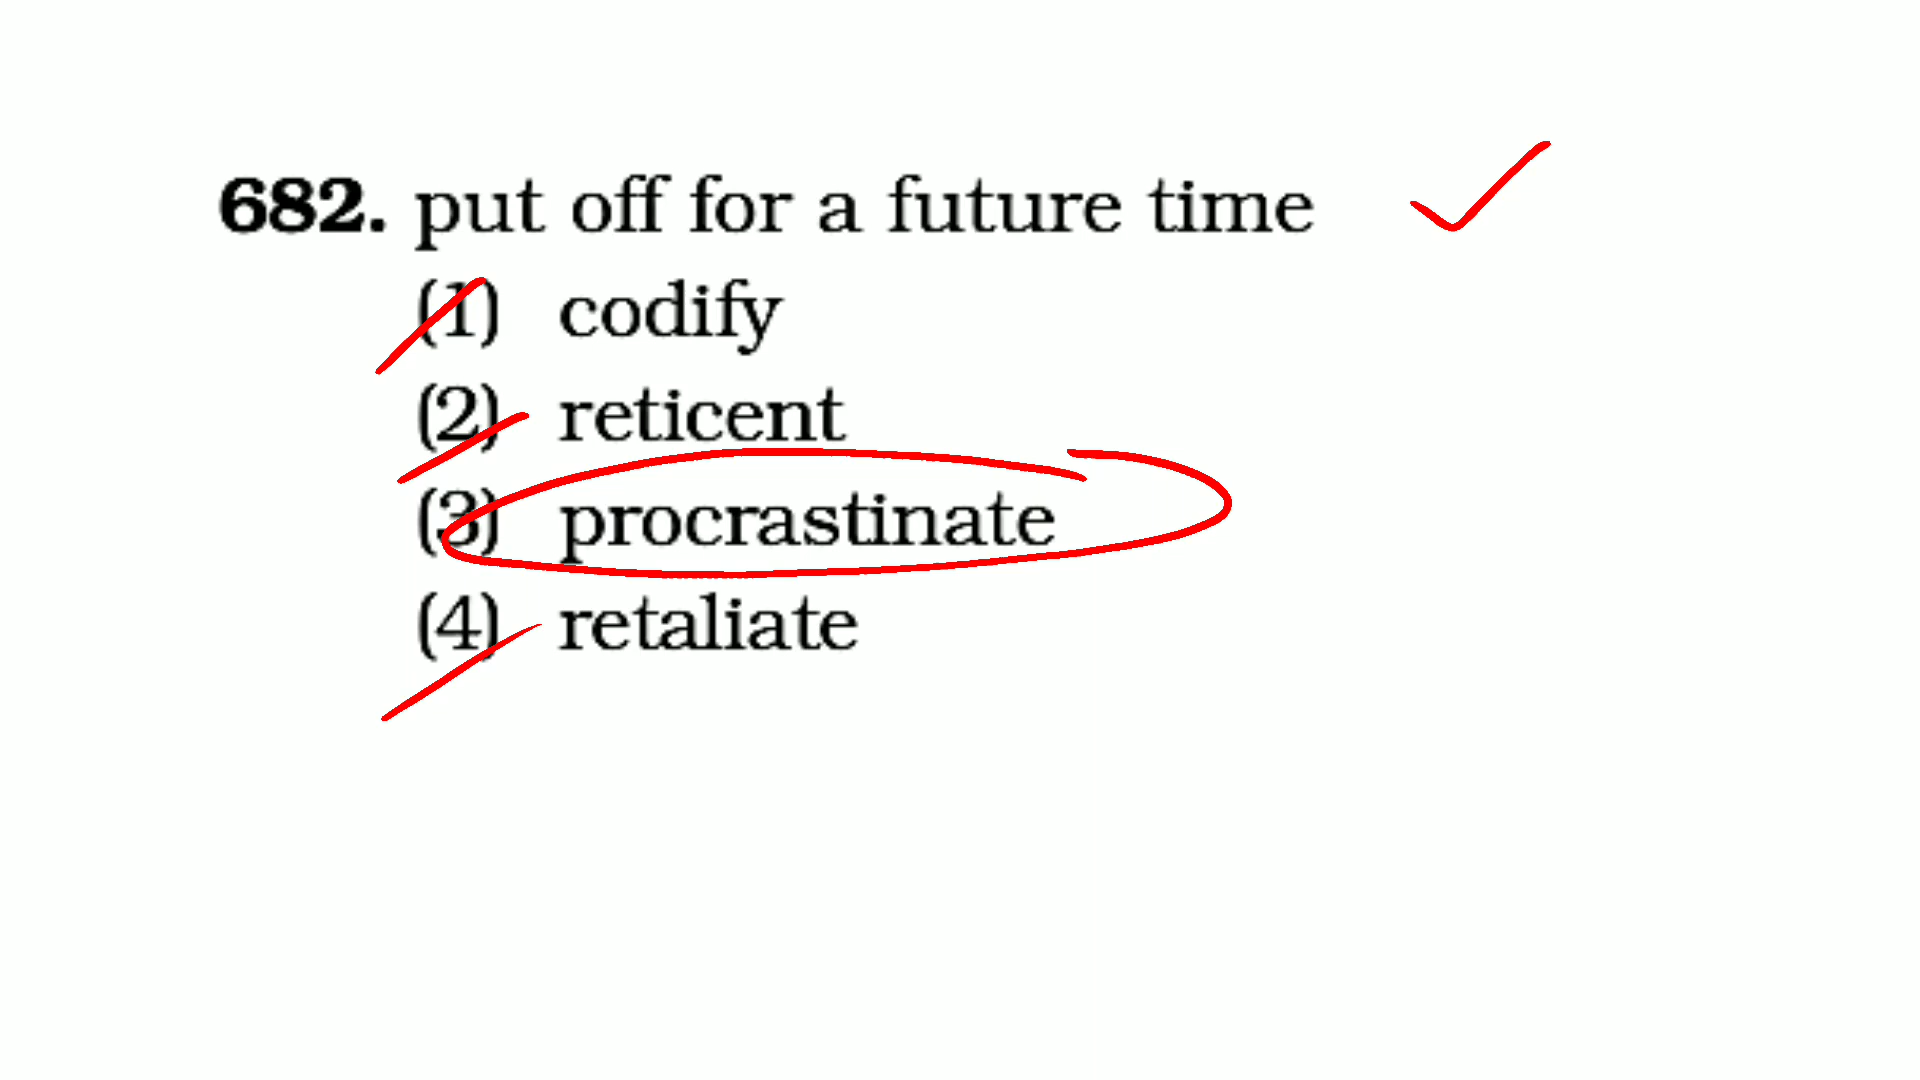 682. put off for a future time
(1) codify
(2) reticent
(3) procrastinate
(4) retaliate